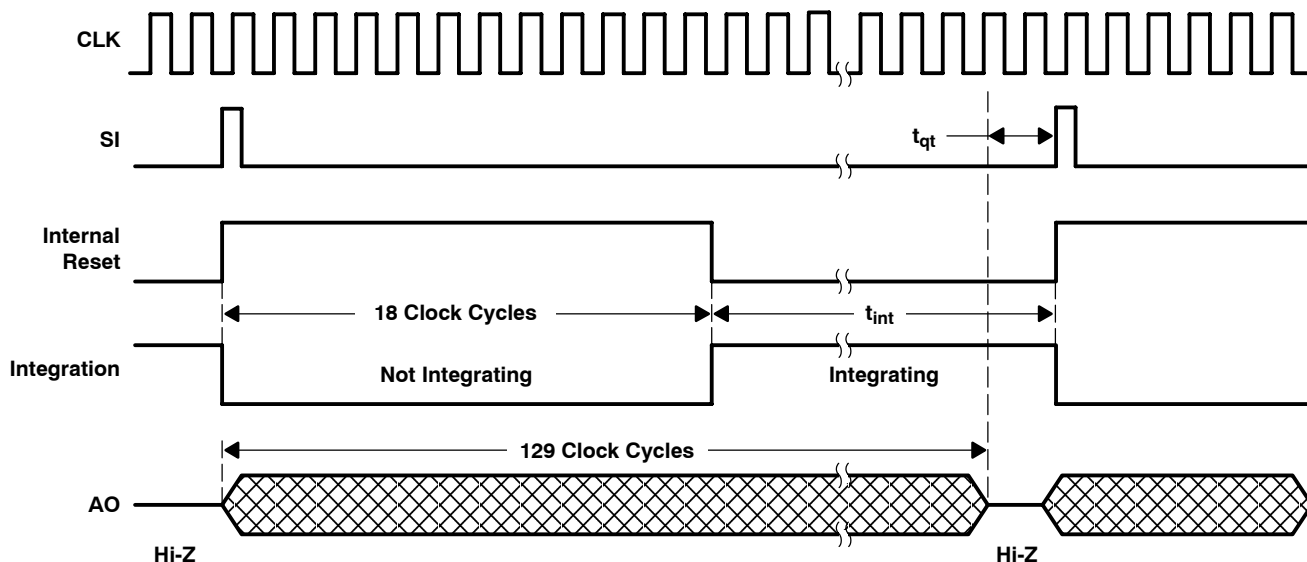 CLK
SI
t_qt
Internal
Reset
18 Clock Cycles
t_int
Integration
Not Integrating
Integrating
129 Clock Cycles
AO
Hi-Z
Hi-Z